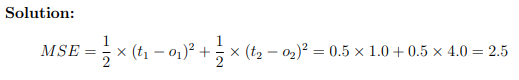 Solution:
MSE = 1/2 × (t₁ − o₁)² + 1/2 × (t₂ − o₂)² = 0.5 × 1.0 + 0.5 × 4.0 = 2.5